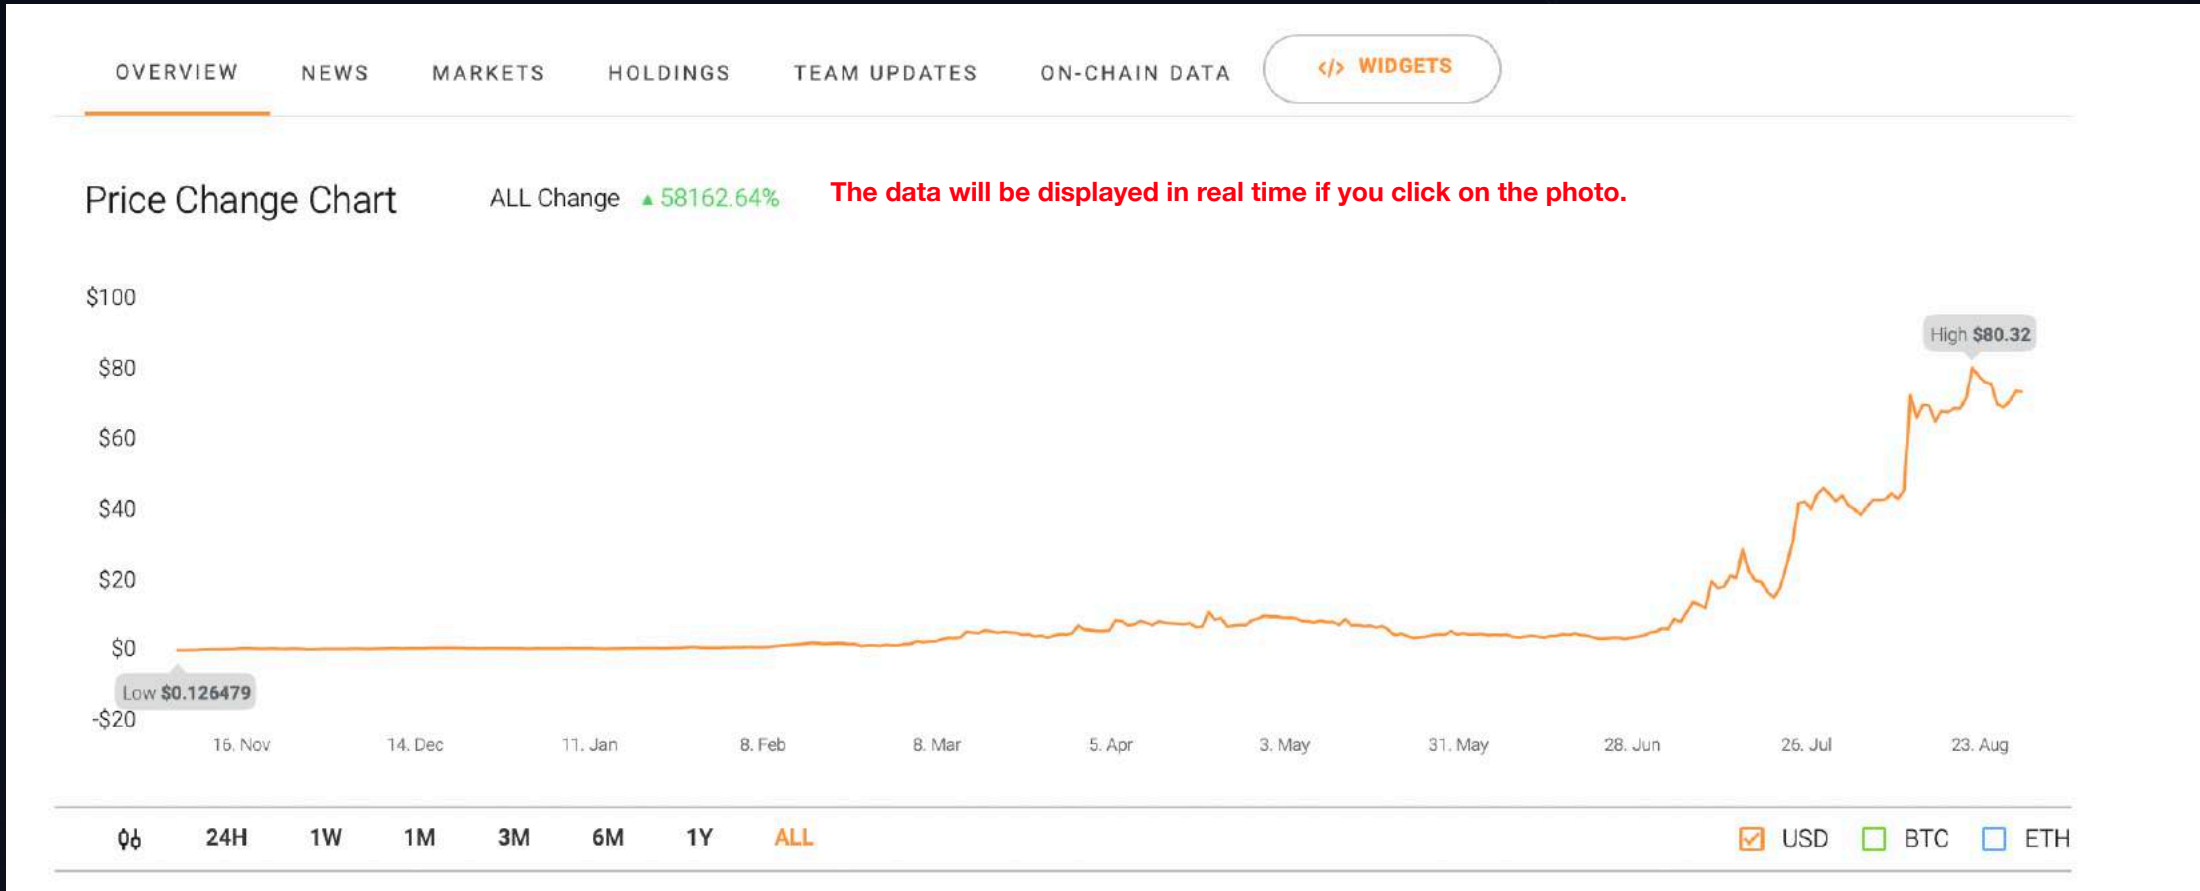 OVERVIEW NEWS MARKETS HOLDINGS TEAM UPDATES ON-CHAIN DATA </> WIDGETS
Price Change Chart ALL Change ▲ 58162.64% The data will be displayed in real time if you click on the photo.
$100
High $80.32
$80
$60
$40
$20
$0
Low $0.126479
-$20
16. Nov 14. Dec 11. Jan 8. Feb 8. Mar 5. Apr 3. May 31. May 28. Jun 26. Jul 23. Aug
24H 1W 1M 3M 6M 1Y ALL USD BTC ETH